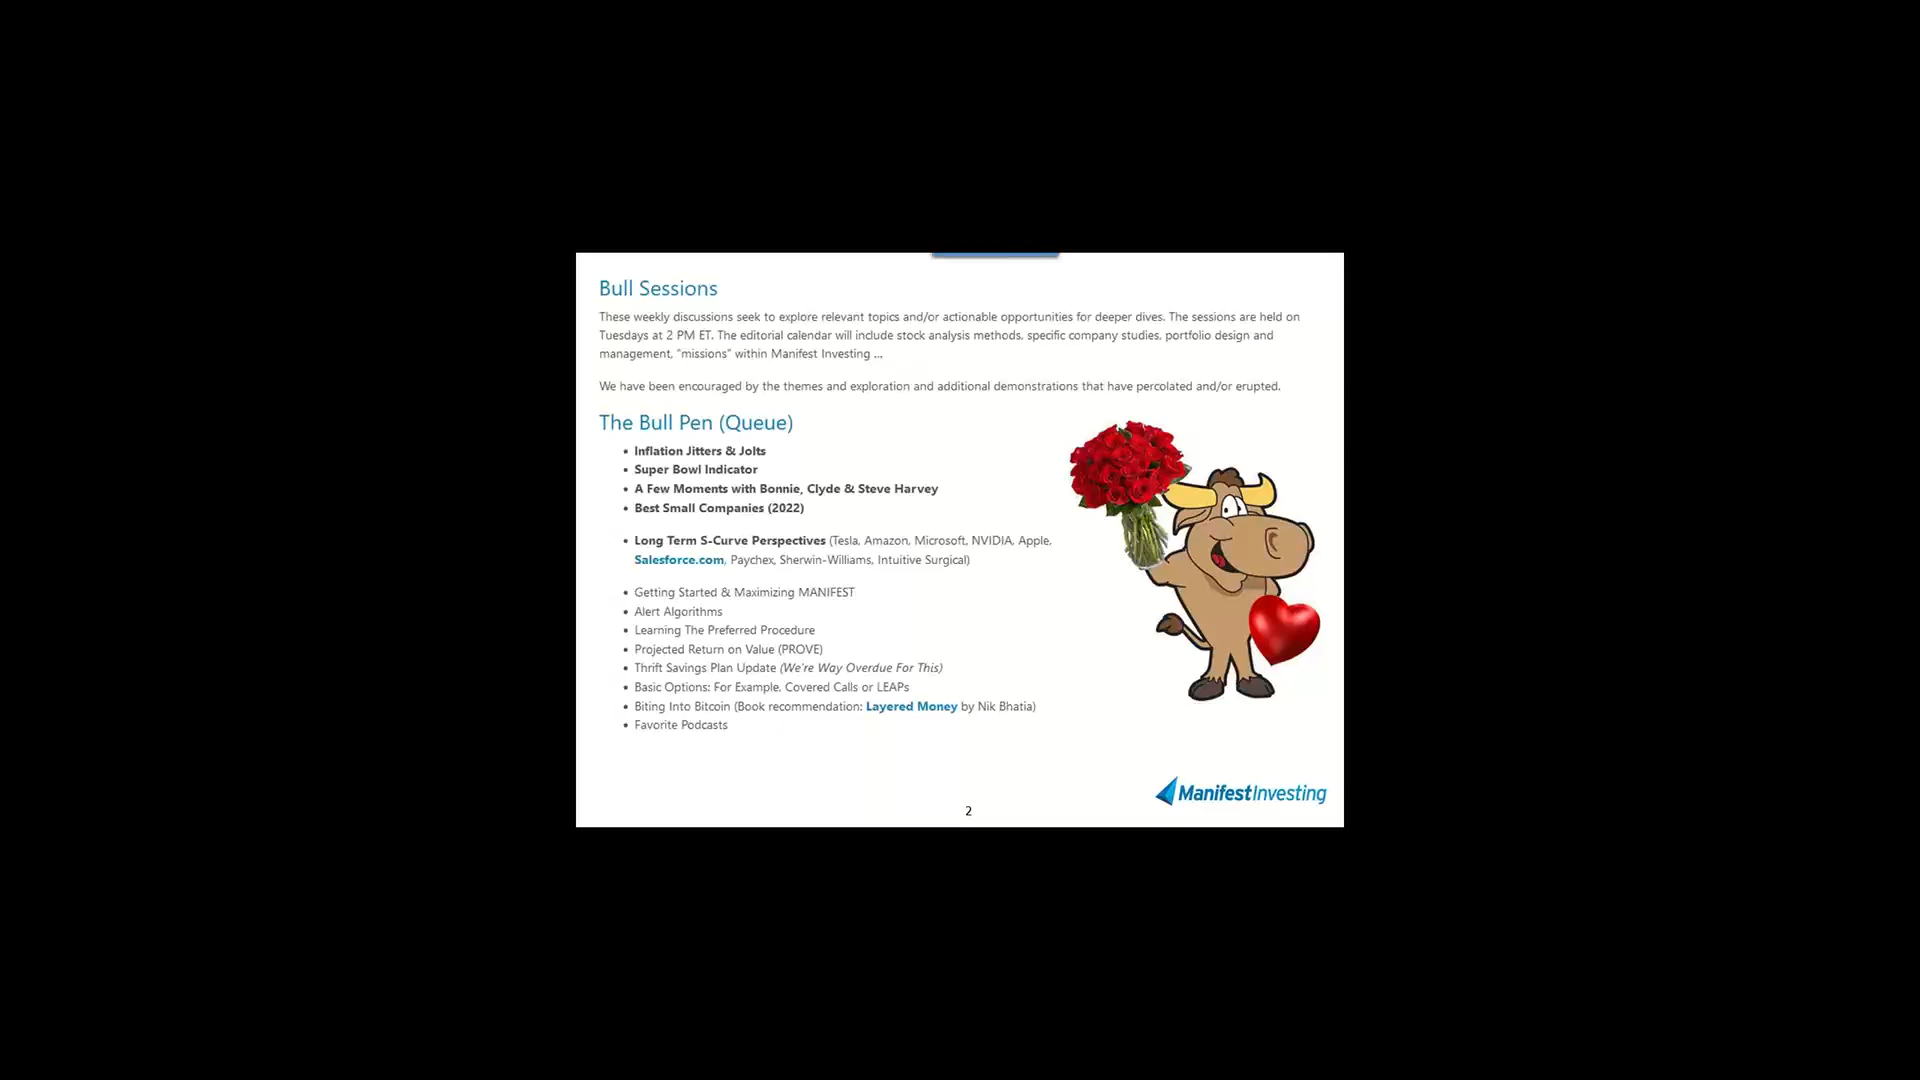 Bull Sessions
These weekly discussions seek to explore relevant topics and/or actionable opportunities for deeper dives. The sessions are held on
Tuesdays at 2 PM ET. The editorial calendar will include stock analysis methods, specific company studies, portfolio design and
management, "missions" within Manifest Investing ...
We have been encouraged by the themes and exploration and additional demonstrations that have percolated and/or erupted.
The Bull Pen (Queue)
• Inflation Jitters & Jolts
• Super Bowl Indicator
• A Few Moments with Bonnie, Clyde & Steve Harvey
• Best Small Companies (2022)
• Long Term S-Curve Perspectives (Tesla, Amazon, Microsoft, NVIDIA, Apple,
Salesforce.com, Paychex, Sherwin-Williams, Intuitive Surgical)
• Getting Started & Maximizing MANIFEST
• Alert Algorithms
• Learning The Preferred Procedure
• Projected Return on Value (PROVE)
• Thrift Savings Plan Update (We're Way Overdue For This)
• Basic Options: For Example, Covered Calls or LEAPs
• Biting Into Bitcoin (Book recommendation: Layered Money by Nik Bhatia)
• Favorite Podcasts
ManifestInvesting
2